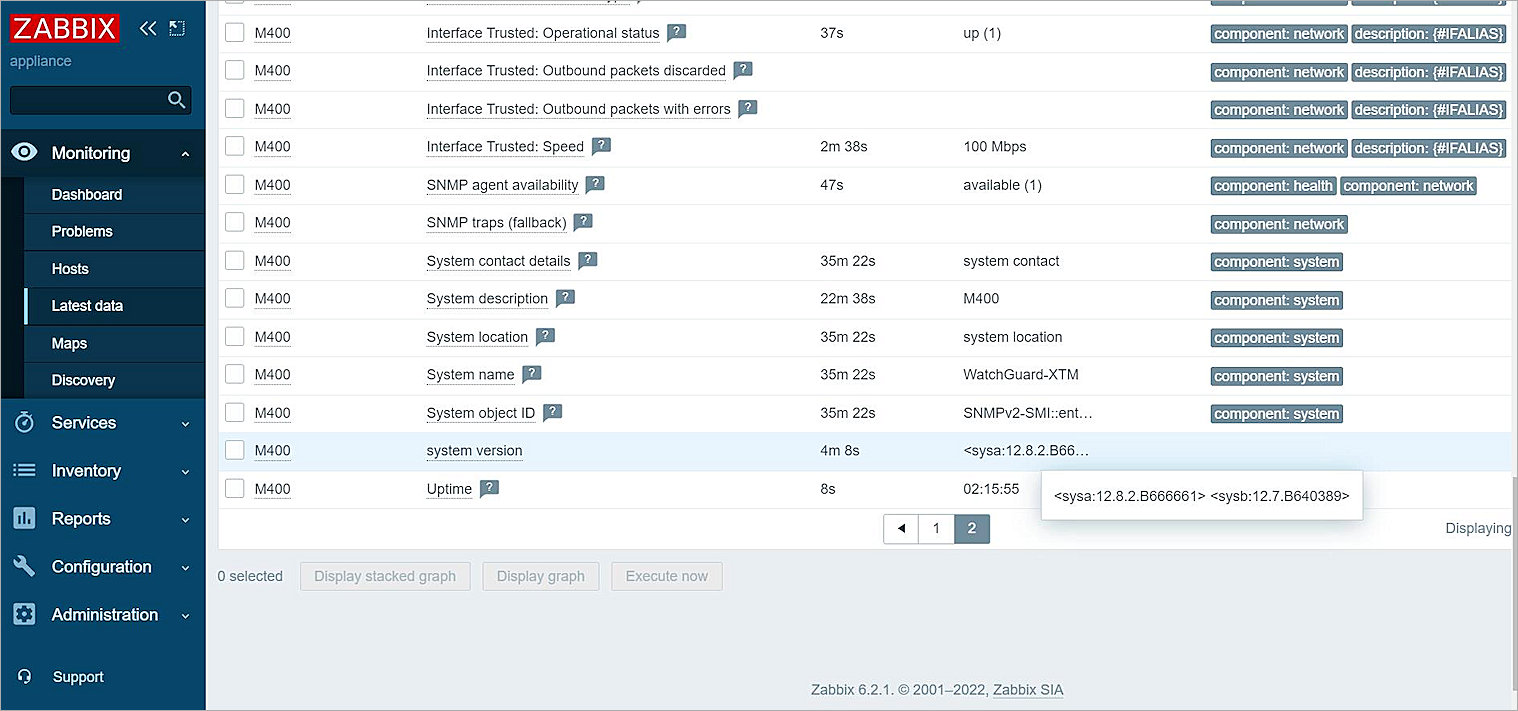 ZABBIX
appliance
Monitoring
Dashboard
Problems
Hosts
Latest data
Maps
Discovery
Services
Inventory
Reports
Configuration
Administration
Support
M400 Interface Trusted: Operational status ? 37s up (1) component: network description: {#IFALIAS}
M400 Interface Trusted: Outbound packets discarded ? component: network description: {#IFALIAS}
M400 Interface Trusted: Outbound packets with errors ? component: network description: {#IFALIAS}
M400 Interface Trusted: Speed ? 2m 38s 100 Mbps component: network description: {#IFALIAS}
M400 SNMP agent availability ? 47s available (1) component: health component: network
M400 SNMP traps (fallback) ? component: network
M400 System contact details ? 35m 22s system contact component: system
M400 System description ? 22m 38s M400 component: system
M400 System location ? 35m 22s system location component: system
M400 System name ? 35m 22s WatchGuard-XTM component: system
M400 System object ID ? 35m 22s SNMPv2-SMI::ent… component: system
M400 system version 4m 8s <sysa:12.8.2.B66…
M400 Uptime ? 8s 02:15:55
<sysa:12.8.2.B666661> <sysb:12.7.B640389>
1 2
Displaying
0 selected Display stacked graph Display graph Execute now
Zabbix 6.2.1. © 2001–2022, Zabbix SIA